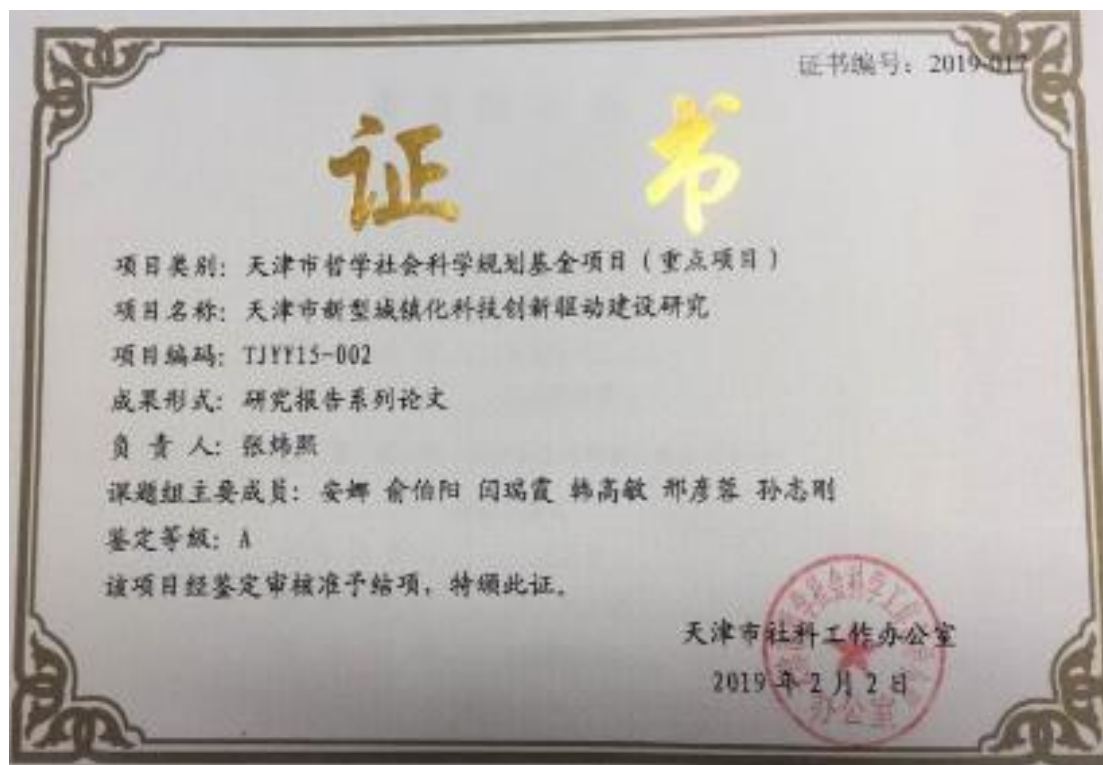 证书编号：2019-017
证 书
项目类别：天津市哲学社会科学规划基金项目（重点项目）
项目名称：天津市新型城镇化科技创新驱动建设研究
项目编码：TJYY15-002
成果形式：研究报告系列论文
负 责 人：张炜熙
课题组主要成员：安娜 俞伯阳 闫瑞霞 韩高敏 邢彦蓉 孙志刚
鉴定等级：A
该项目经鉴定审核准予结项，特颁此证。
天津市社科工作办公室
2019 年 2 月 2 日
办公室